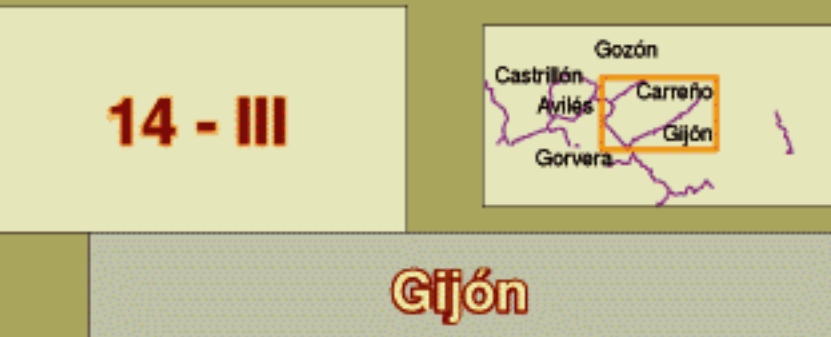 14 - III
Gozón
Castrillón
Carreño
Avilés
Gijón
Gorvera
Gijón